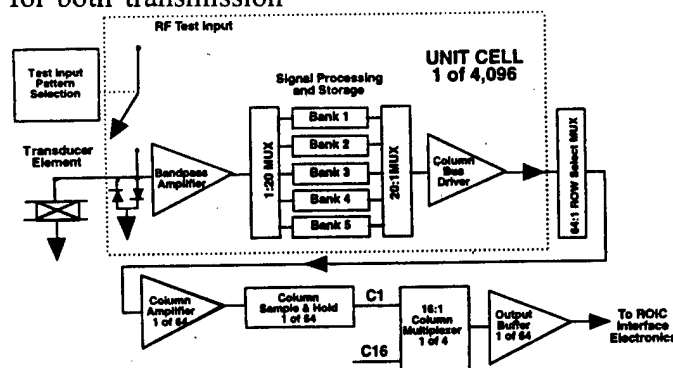 for both transmission
RF Test Input
UNIT CELL
1 of 4,096
Test Input
Pattern
Selection
Signal Processing
and Storage
Transducer
Element
Bandpass
Amplifier
1:20 MUX
Bank 1
Bank 2
Bank 3
Bank 4
Bank 5
20:1MUX
Column
Bus
Driver
64:1 ROW Select MUX
Column
Amplifier
1 of 64
Column
Sample & Hold
1 of 64
C1
C16
16:1
Column
Multiplexer
1 of 4
Output
Buffer
1 of 64
To ROIC
Interface
Electronics